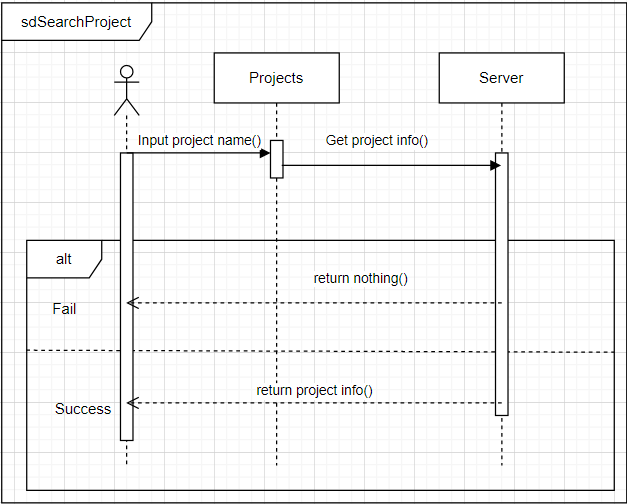 sdSearchProject
Projects
Server
Input project name()
Get project info()
alt
return nothing()
Fail
return project info()
Success